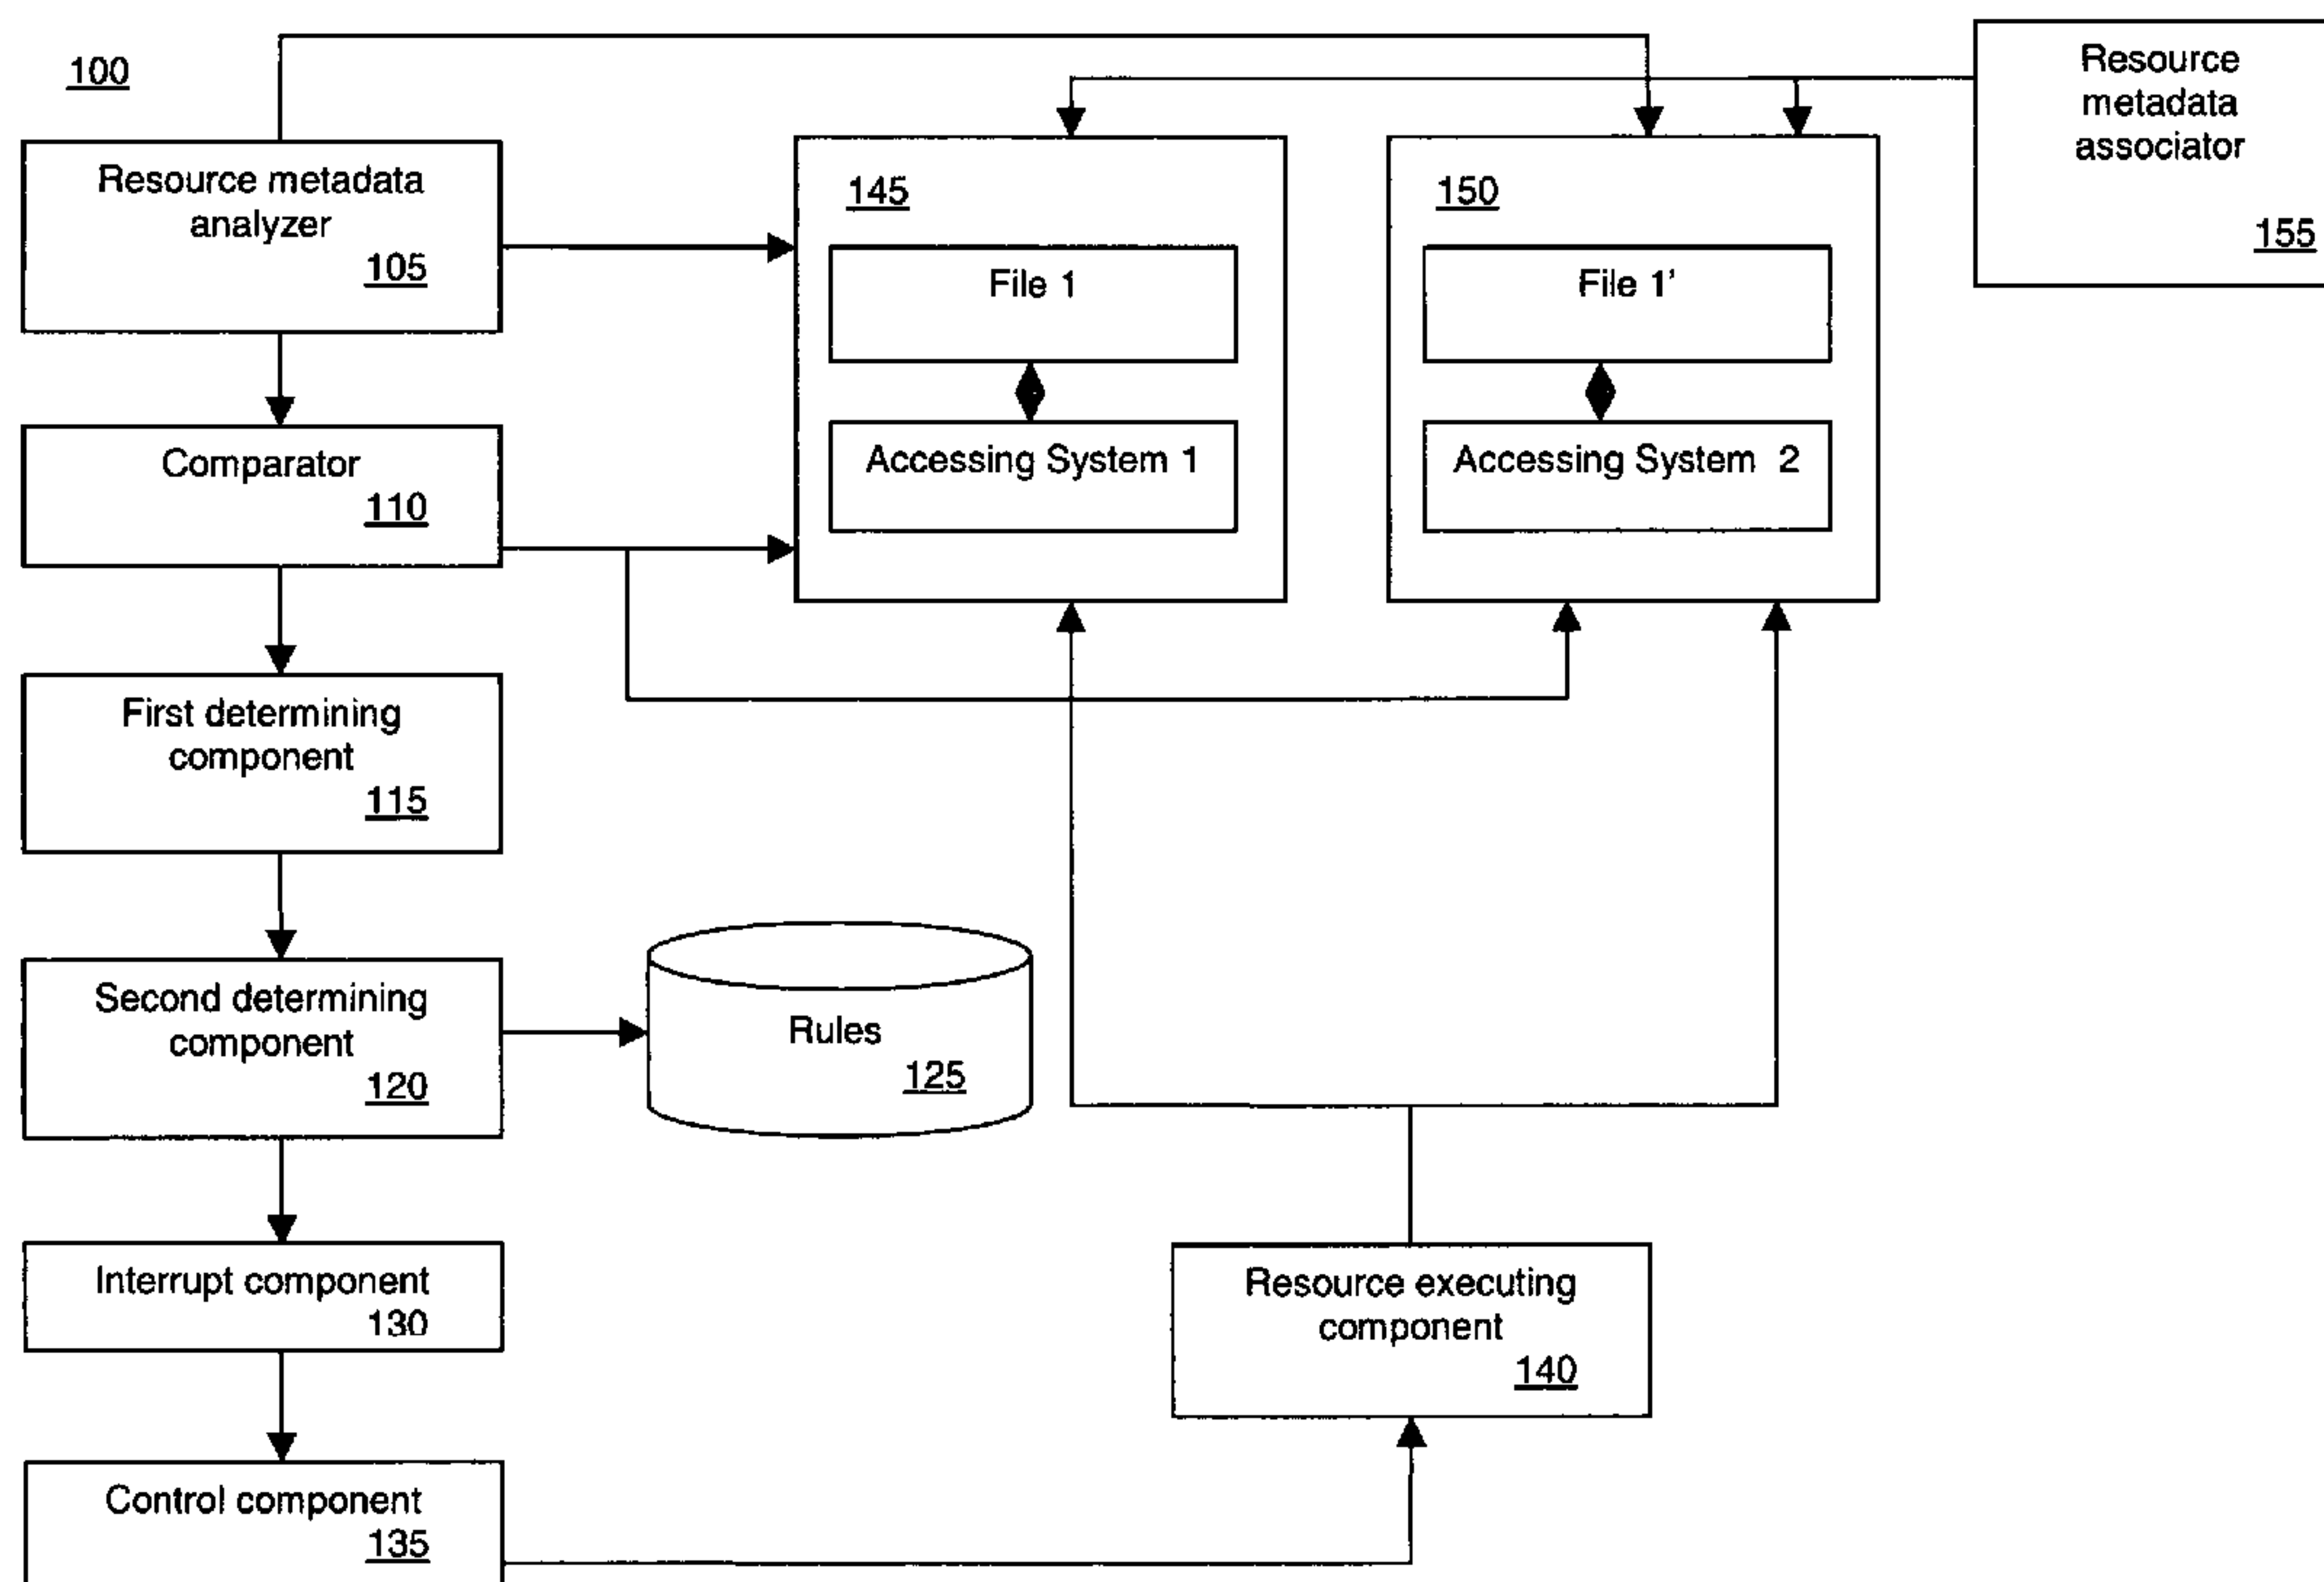 100
Resource
metadata
associator
155
Resource metadata
analyzer
105
145
File 1
Accessing System 1
150
File 1'
Accessing System 2
Comparator
110
First determining
component
115
Second determining
component
120
Rules
125
Interrupt component
130
Resource executing
component
140
Control component
135